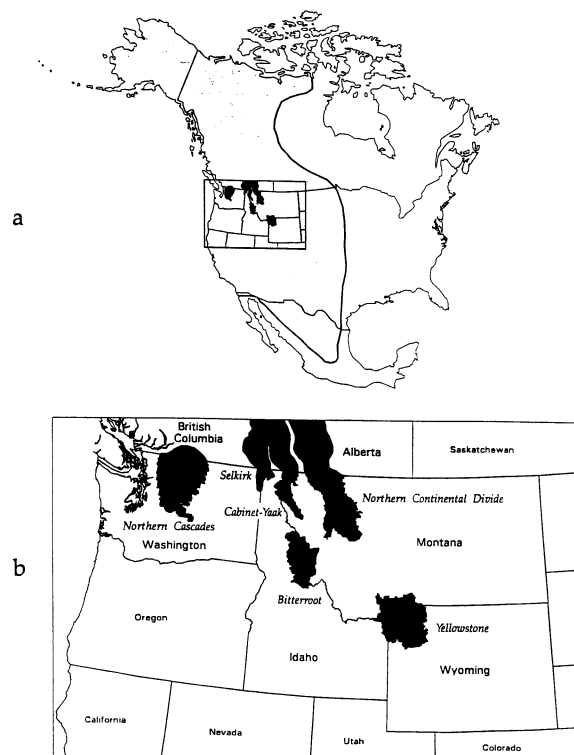 a
British
Columbia
Alberta
Saskatchewan
Selkirk
Northern Continental Divide
Cabinet-Yaak
Northern Cascades
Washington
Montana
b
Bitterroot
Oregon
Yellowstone
Idaho
Wyoming
California
Nevada
Utah
Colorado